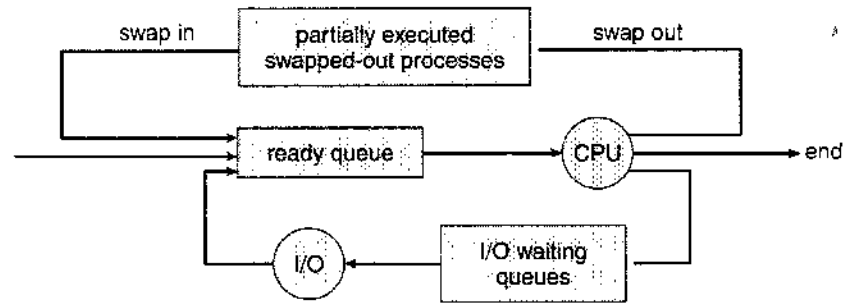 swap in
partially executed
swapped-out processes
swap out
ready queue
CPU
end
I/O
I/O waiting
queues